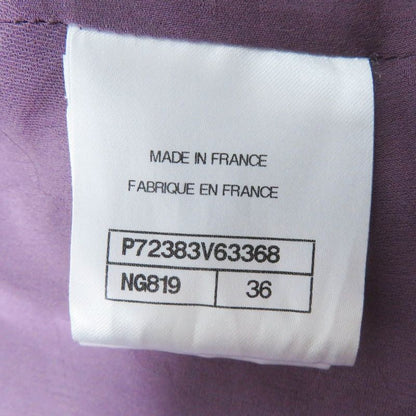 MADE IN FRANCE
FABRIQUE EN FRANCE
P72383V63368
NG819 36